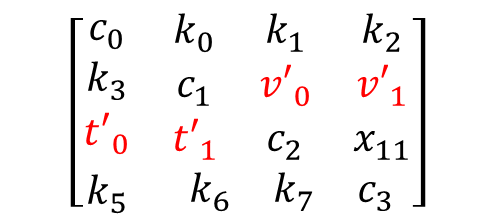 c₀ k₀ k₁ k₂
k₃ c₁ v′₀ v′₁
t′₀ t′₁ c₂ x₁₁
k₅ k₆ k₇ c₃